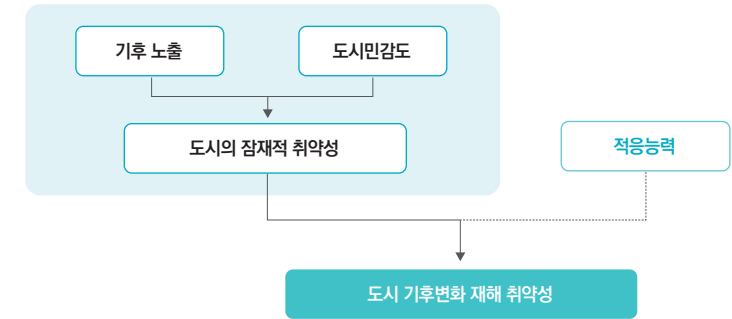 기후 노출
도시민감도
도시의 잠재적 취약성
적응능력
도시 기후변화 재해 취약성